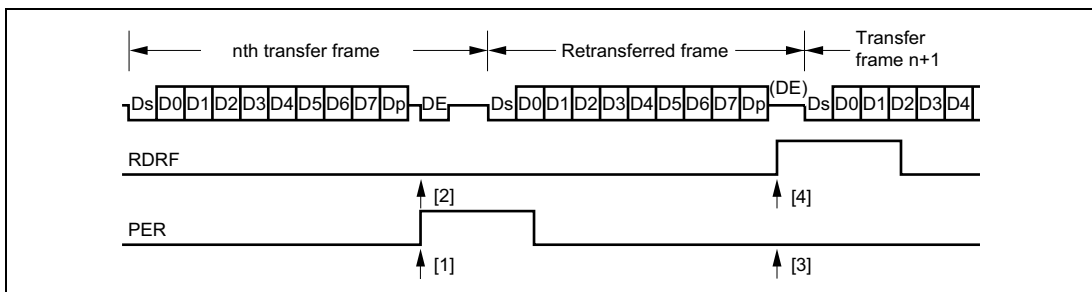 nth transfer frame Retransferred frame Transfer
frame n+1
Ds D0 D1 D2 D3 D4 D5 D6 D7 Dp DE Ds D0 D1 D2 D3 D4 D5 D6 D7 Dp (DE) Ds D0 D1 D2 D3 D4
RDRF
[2] [4]
PER
[1] [3]